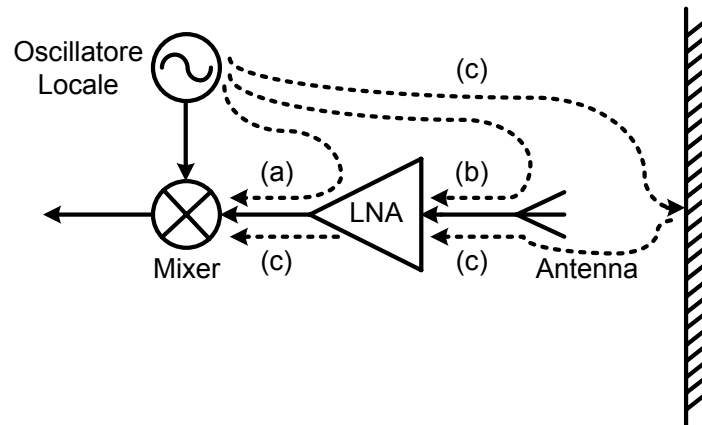 Oscillatore
Locale
(c)
(a)
(b)
LNA
Mixer
(c)
(c)
Antenna